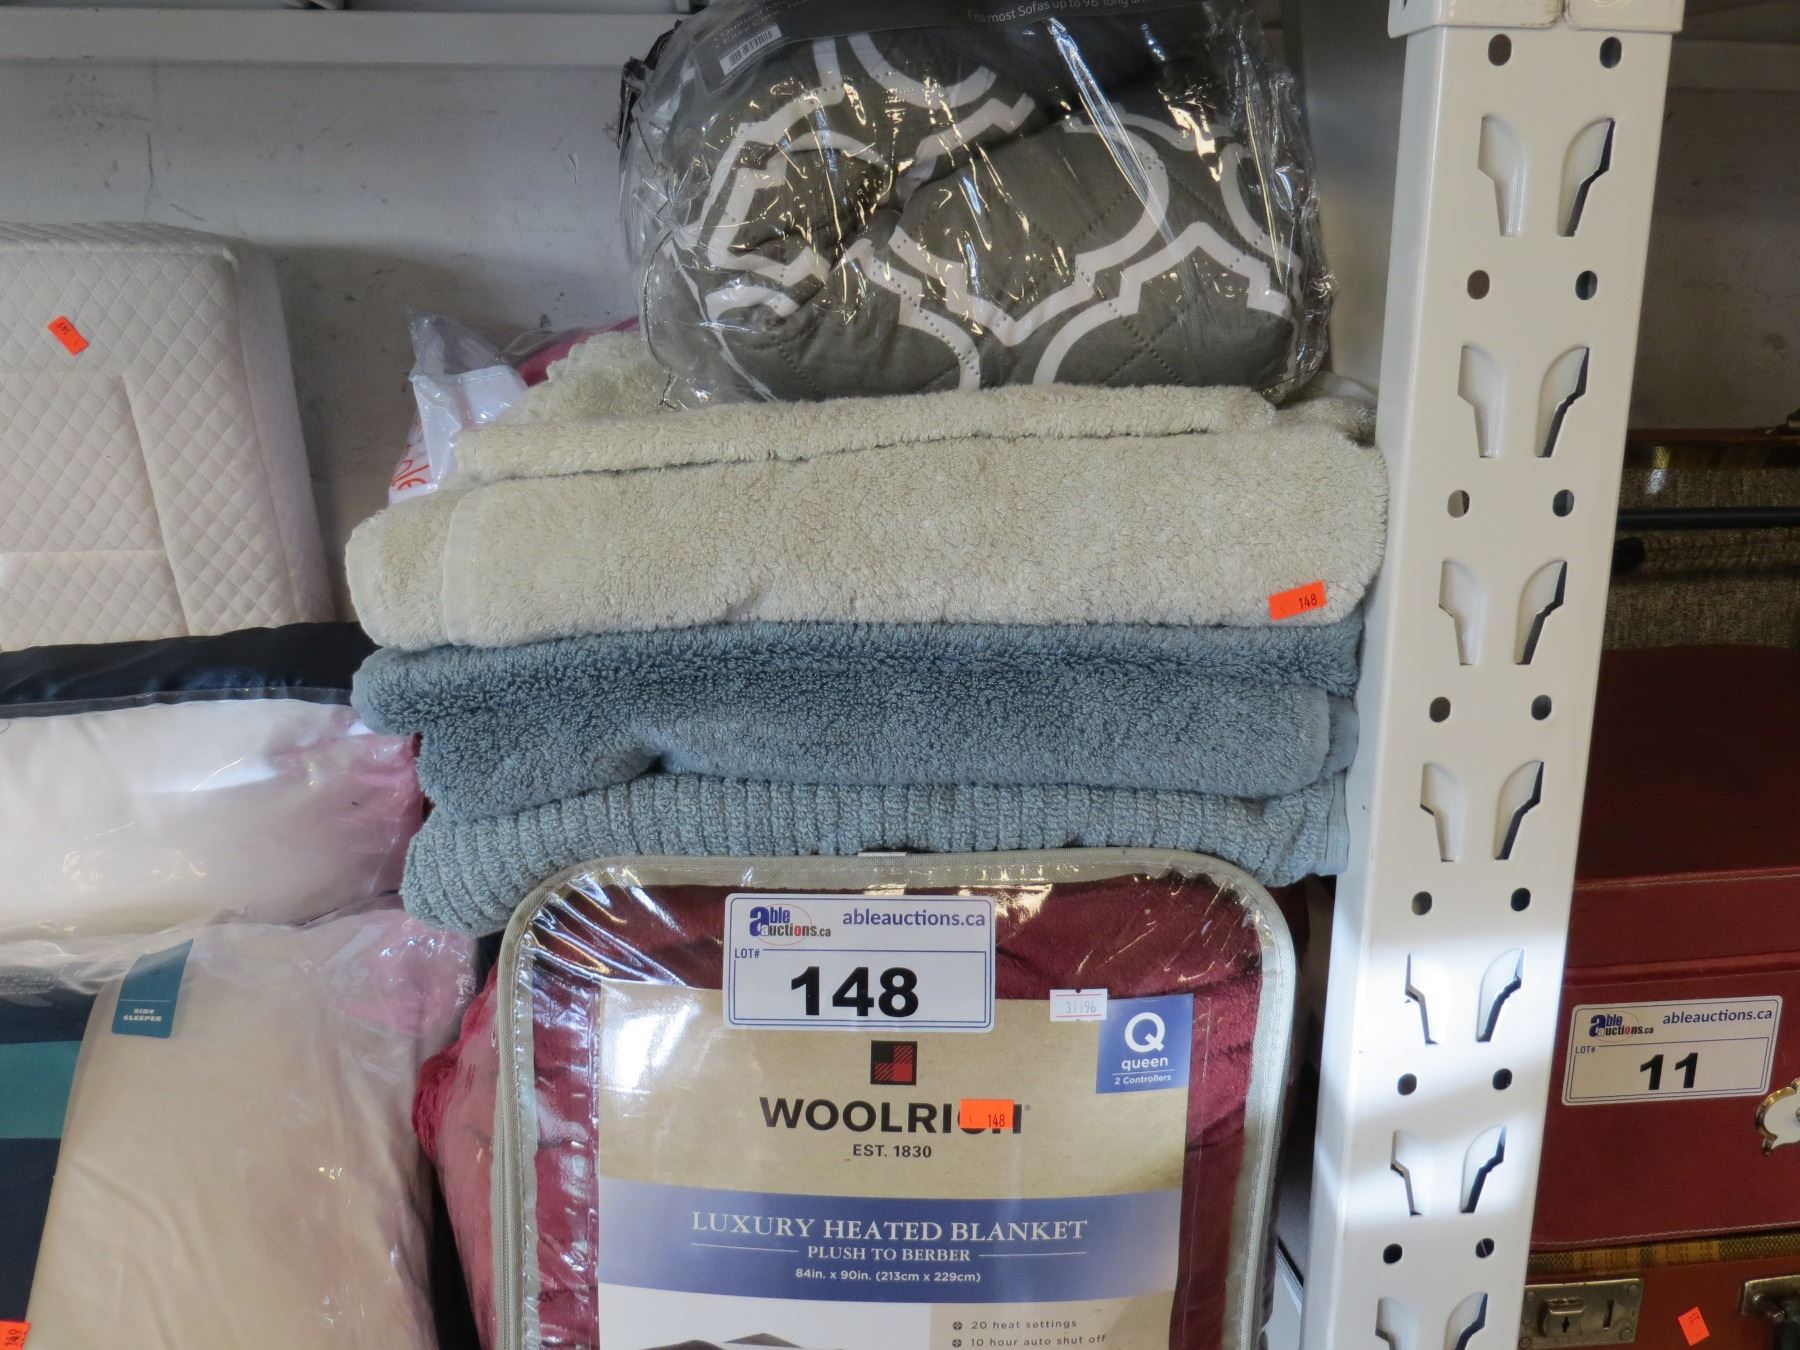 Fits most Sofas up to 96" long
149
148
able auctions.ca
ableauctions.ca
LOT#
148
31196
Q
queen
2 Controllers
WOOLRICH
148
EST. 1830
LUXURY HEATED BLANKET
PLUSH TO BERBER
84in. x 90in. (213cm x 229cm)
20 heat settings
10 hour auto shut off
SIDE
SLEEPER
149
able auctions.ca
ableauctions.ca
LOT#
11